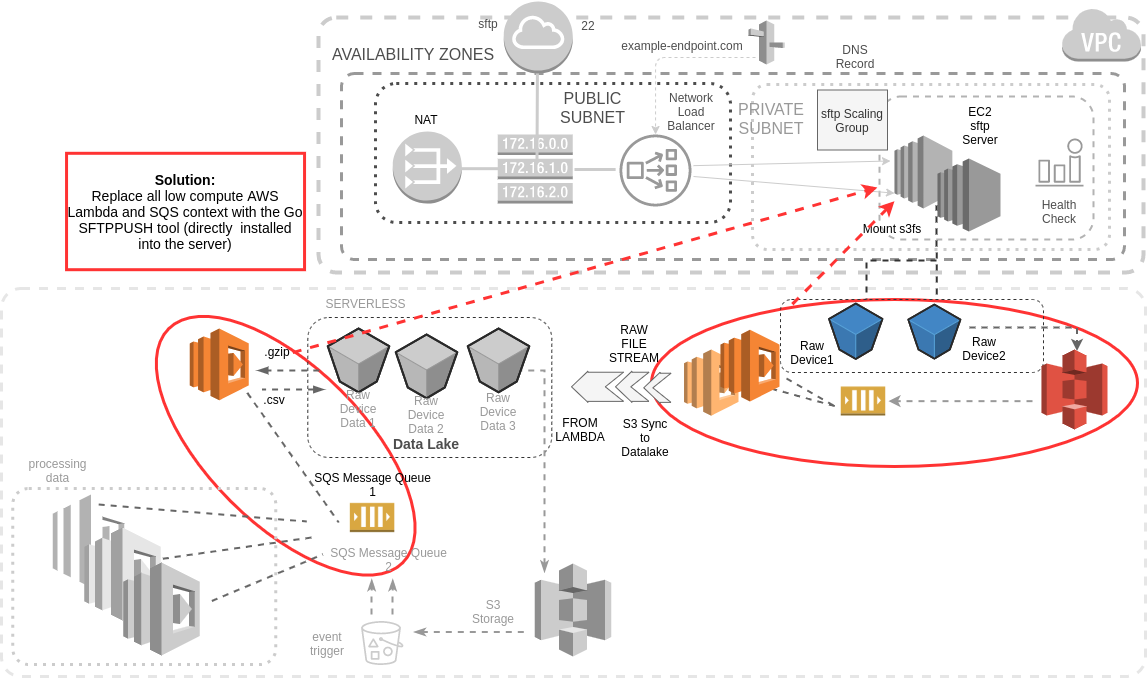 sftp
22
AVAILABILITY ZONES
example-endpoint.com
DNS
Record
VPC
NAT
PUBLIC
SUBNET
172.16.0.0
172.16.1.0
172.16.2.0
Network
Load
Balancer
PRIVATE
SUBNET
sftp Scaling
Group
EC2
sftp
Server
Health
Check
Mount s3fs
Solution:
Replace all low compute AWS
Lambda and SQS context with the Go
SFTPPUSH tool (directly  installed
into the server)
SERVERLESS
.gzip
.csv
Raw
Device
Data 1
Raw
Device
Data 2
Raw
Device
Data 3
Data Lake
RAW
FILE
STREAM
FROM
LAMBDA
S3 Sync
to
Datalake
Raw
Device1
Raw
Device2
processing
data
SQS Message Queue
1
SQS Message Queue
2
event
trigger
S3
Storage